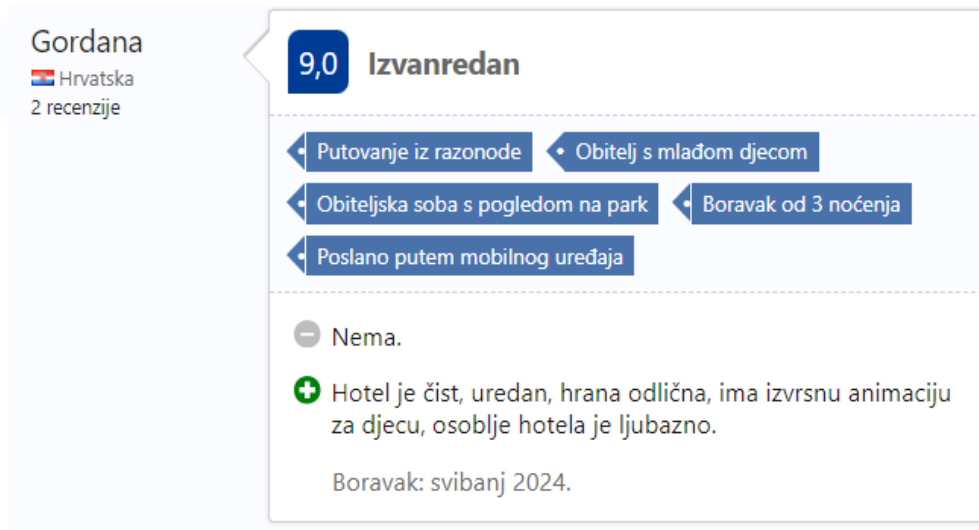 Gordana
Hrvatska
2 recenzije
9,0 Izvanredan
Putovanje iz razonode
Obitelj s mlađom djecom
Obiteljska soba s pogledom na park
Boravak od 3 noćenja
Poslano putem mobilnog uređaja
Nema.
Hotel je čist, uredan, hrana odlična, ima izvrsnu animaciju
za djecu, osoblje hotela je ljubazno.
Boravak: svibanj 2024.